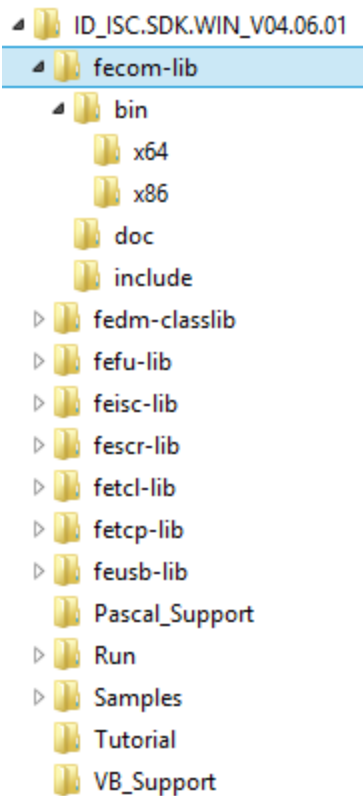 ID_ISC.SDK.WIN_V04.06.01
fecom-lib
bin
x64
x86
doc
include
fedm-classlib
fefu-lib
feisc-lib
fescr-lib
fetcl-lib
fetcp-lib
feusb-lib
Pascal_Support
Run
Samples
Tutorial
VB_Support